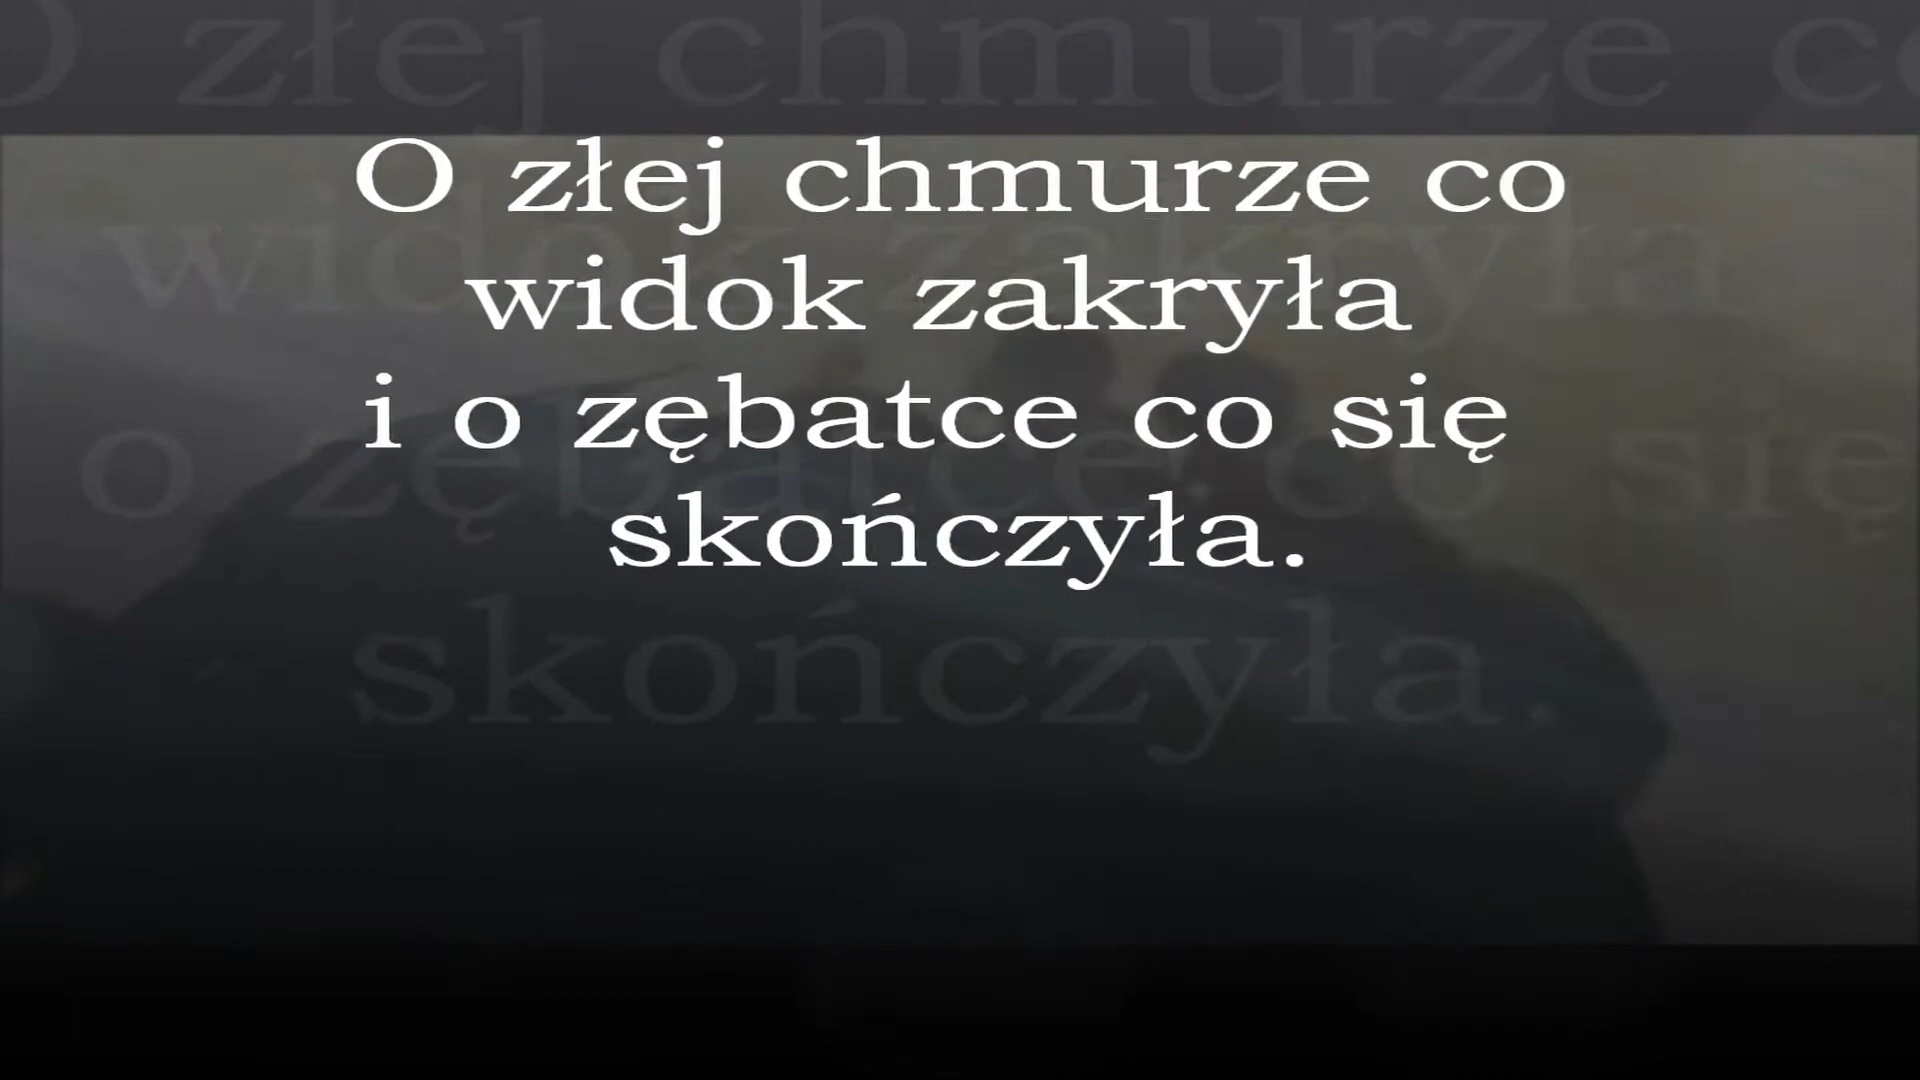 O złej chmurze co
widok zakryła
i o zębatce co się
skończyła.